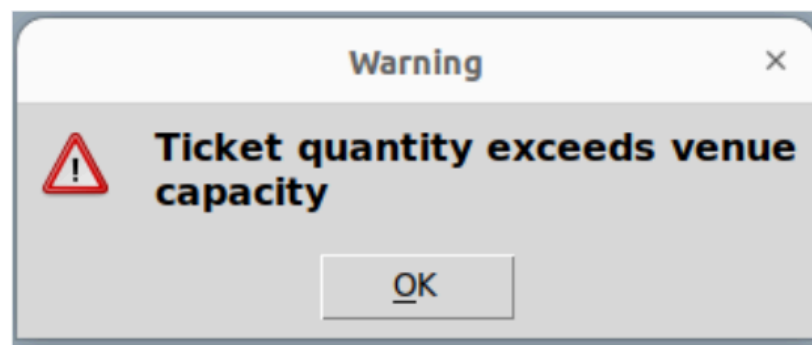 Warning
×
!
Ticket quantity exceeds venue
capacity
OK